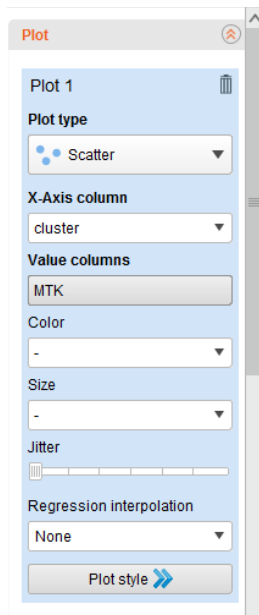 Plot
Plot 1
Plot type
Scatter
X-Axis column
cluster
Value columns
MTK
Color
-
Size
-
Jitter
Regression interpolation
None
Plot style